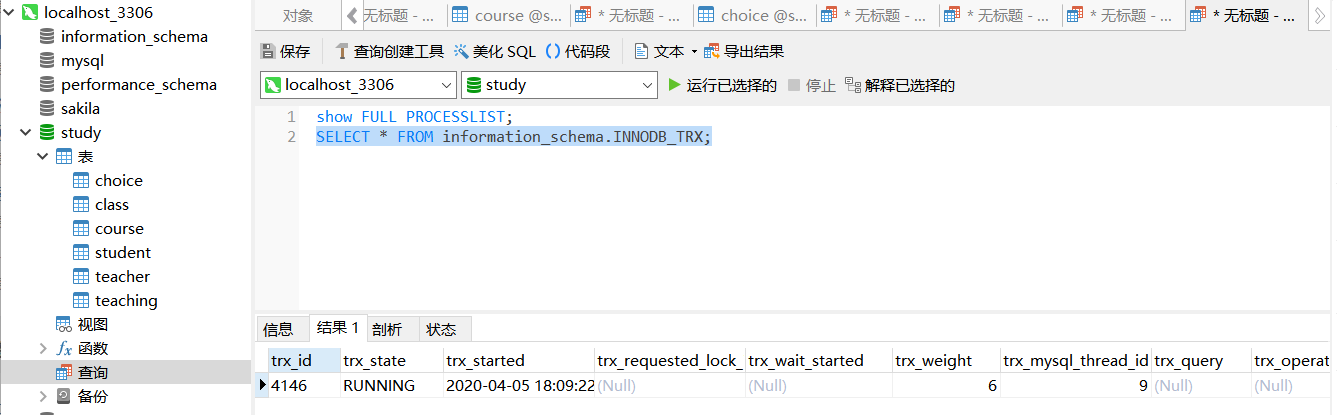 localhost_3306
information_schema
mysql
performance_schema
sakila
study
表
choice
class
course
student
teacher
teaching
视图
函数
查询
备份
对象 无标题 - ... course @s... * 无标题 - ... choice @s... * 无标题 - ... * 无标题 - ... * 无标题 - ... * 无标题 - ...
保存 查询创建工具 美化 SQL () 代码段 文本 导出结果
localhost_3306 study 运行已选择的 停止 解释已选择的
1 show FULL PROCESSLIST;
2 SELECT * FROM information_schema.INNODB_TRX;
信息 结果 1 剖析 状态
trx_id trx_state trx_started trx_requested_lock_ trx_wait_started trx_weight trx_mysql_thread_id trx_query trx_operat
4146 RUNNING 2020-04-05 18:09:22 (Null) (Null) 6 9 (Null) (Null)